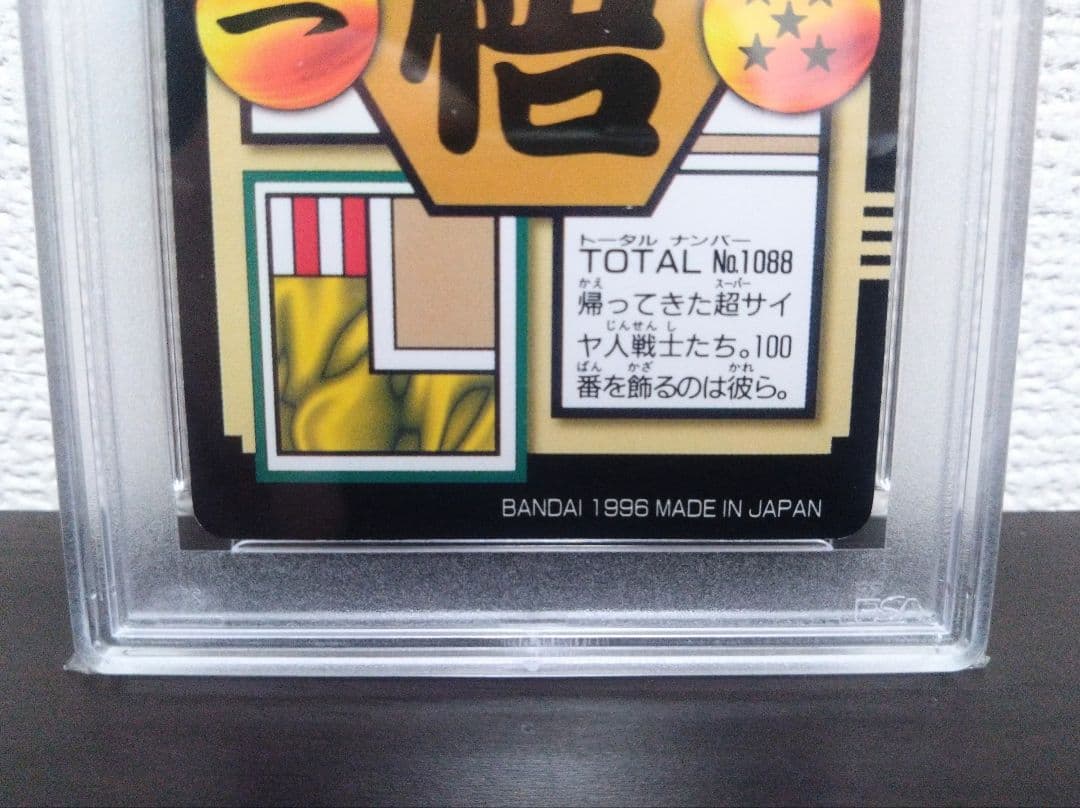 悟
トータル ナンバー
TOTAL No.1088
かえ スーパー
帰ってきた超サイ
じんせんし
ヤ人戦士たち。100
ばん かざ かれ
番を飾るのは彼ら。
BANDAI 1996 MADE IN JAPAN
PSA